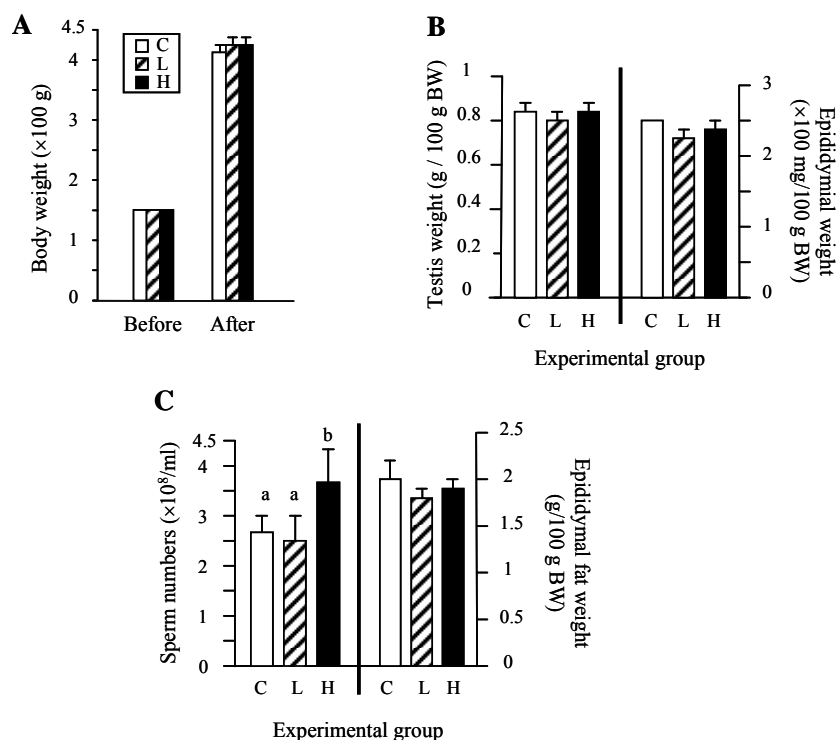 A
Body weight (×100 g)
4.5
4
3
2
1
0
C
L
H
Before After
B
Testis weight (g / 100 g BW)
1
0.8
0.6
0.4
0.2
0
C L H C L H
3
2
1
0
Epididymial weight
(×100 mg/100 g BW)
Experimental group
C
Sperm numbers (×10⁸/ml)
4.5
4
3
2
1
0
a a b
C L H C L H
2.5
2
1.5
1
0.5
0
Epididymal fat weight
(g/100 g BW)
Experimental group